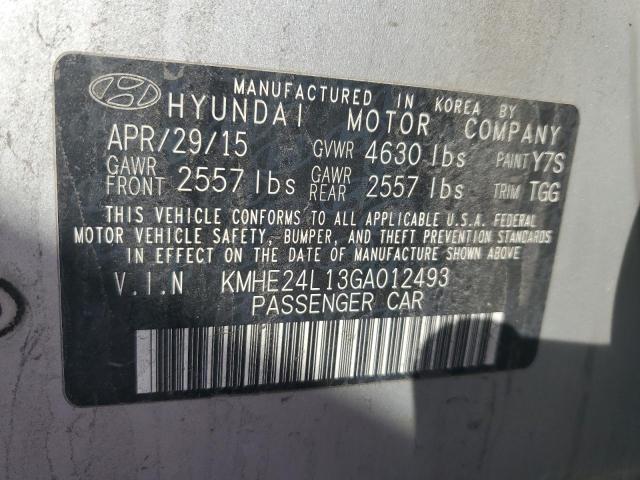 MANUFACTURED IN KOREA BY
HYUNDAI MOTOR COMPANY
APR/29/15 GVWR 4630 lbs PAINT Y7S
GAWR FRONT 2557 lbs GAWR REAR 2557 lbs TRIM TGG
THIS VEHICLE CONFORMS TO ALL APPLICABLE U.S.A. FEDERAL
MOTOR VEHICLE SAFETY, BUMPER, AND THEFT PREVENTION STANDARDS
IN EFFECT ON THE DATE OF MANUFACTURE SHOWN ABOVE.
V.I.N KMHE24L13GA012493
PASSENGER CAR